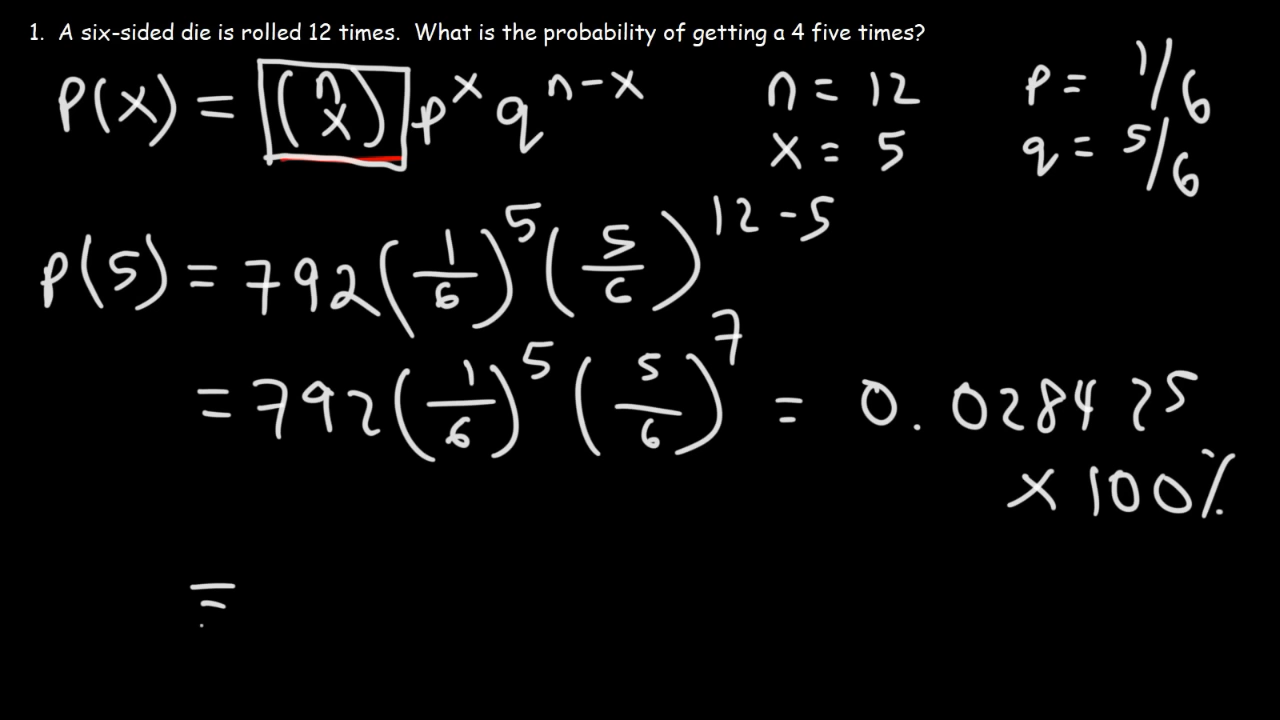 1. A six-sided die is rolled 12 times. What is the probability of getting a 4 five times?
P(x) = (n x) p^x q^{n-x} n = 12 p = 1/6
x = 5 q = 5/6
P(5) = 792 (1/6)^5 (5/6)^{12-5}
= 792 (1/6)^5 (5/6)^7 = 0.028425
x 100%
=